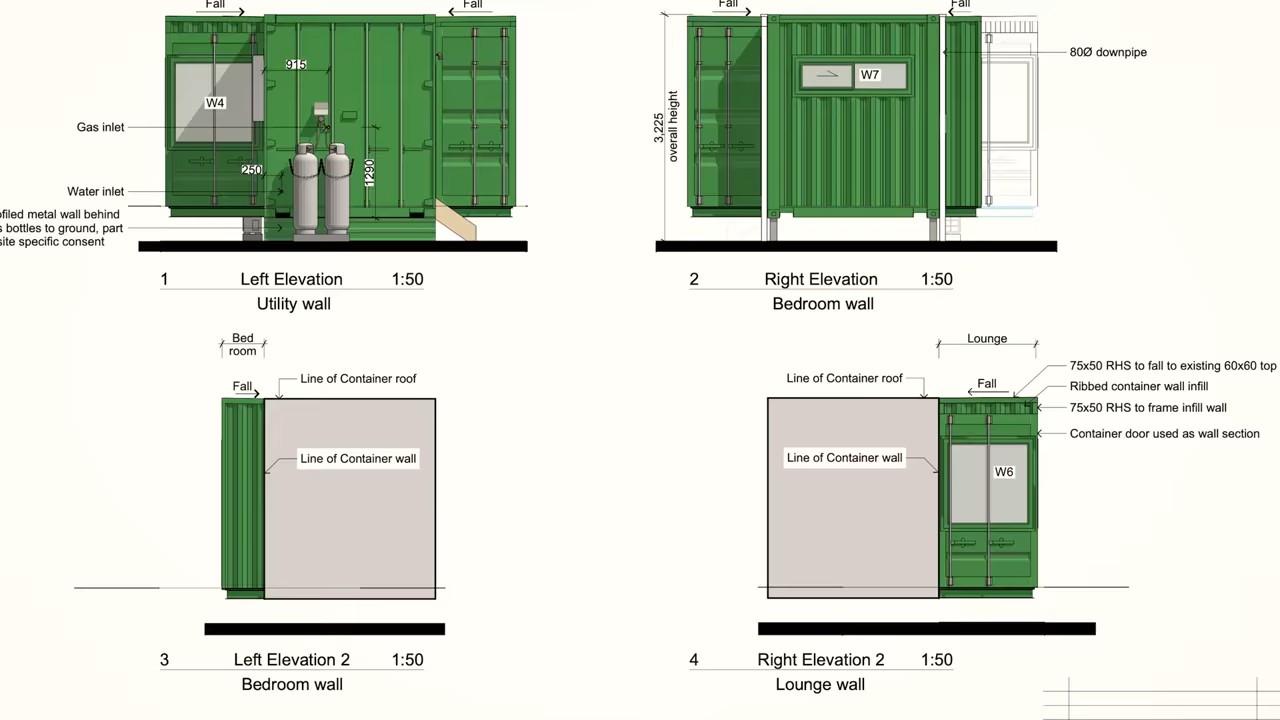 Fall
Fall
W4
915
Gas inlet
250
1290
Water inlet
ofiled metal wall behind
s bottles to ground, part
site specific consent
1 Left Elevation 1:50
Utility wall
Fall
Fall
80Ø downpipe
W7
3,225
overall height
2 Right Elevation 1:50
Bedroom wall
Bed
room
Fall
Line of Container roof
Line of Container wall
3 Left Elevation 2 1:50
Bedroom wall
Lounge
Line of Container roof
Fall
75x50 RHS to fall to existing 60x60 top
Ribbed container wall infill
75x50 RHS to frame infill wall
Container door used as wall section
Line of Container wall
W6
4 Right Elevation 2 1:50
Lounge wall